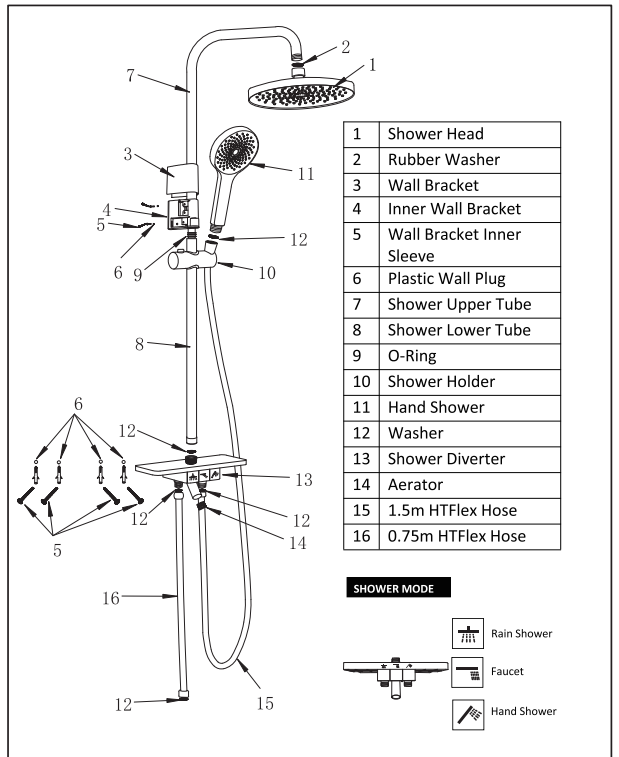 2
1
7
3
11
4
5
12
6
9
10
8
6
12
13
12
12
14
5
16
15
12
1 Shower Head
2 Rubber Washer
3 Wall Bracket
4 Inner Wall Bracket
5 Wall Bracket Inner
Sleeve
6 Plastic Wall Plug
7 Shower Upper Tube
8 Shower Lower Tube
9 O-Ring
10 Shower Holder
11 Hand Shower
12 Washer
13 Shower Diverter
14 Aerator
15 1.5m HTFlex Hose
16 0.75m HTFlex Hose
SHOWER MODE
Rain Shower
Faucet
Hand Shower